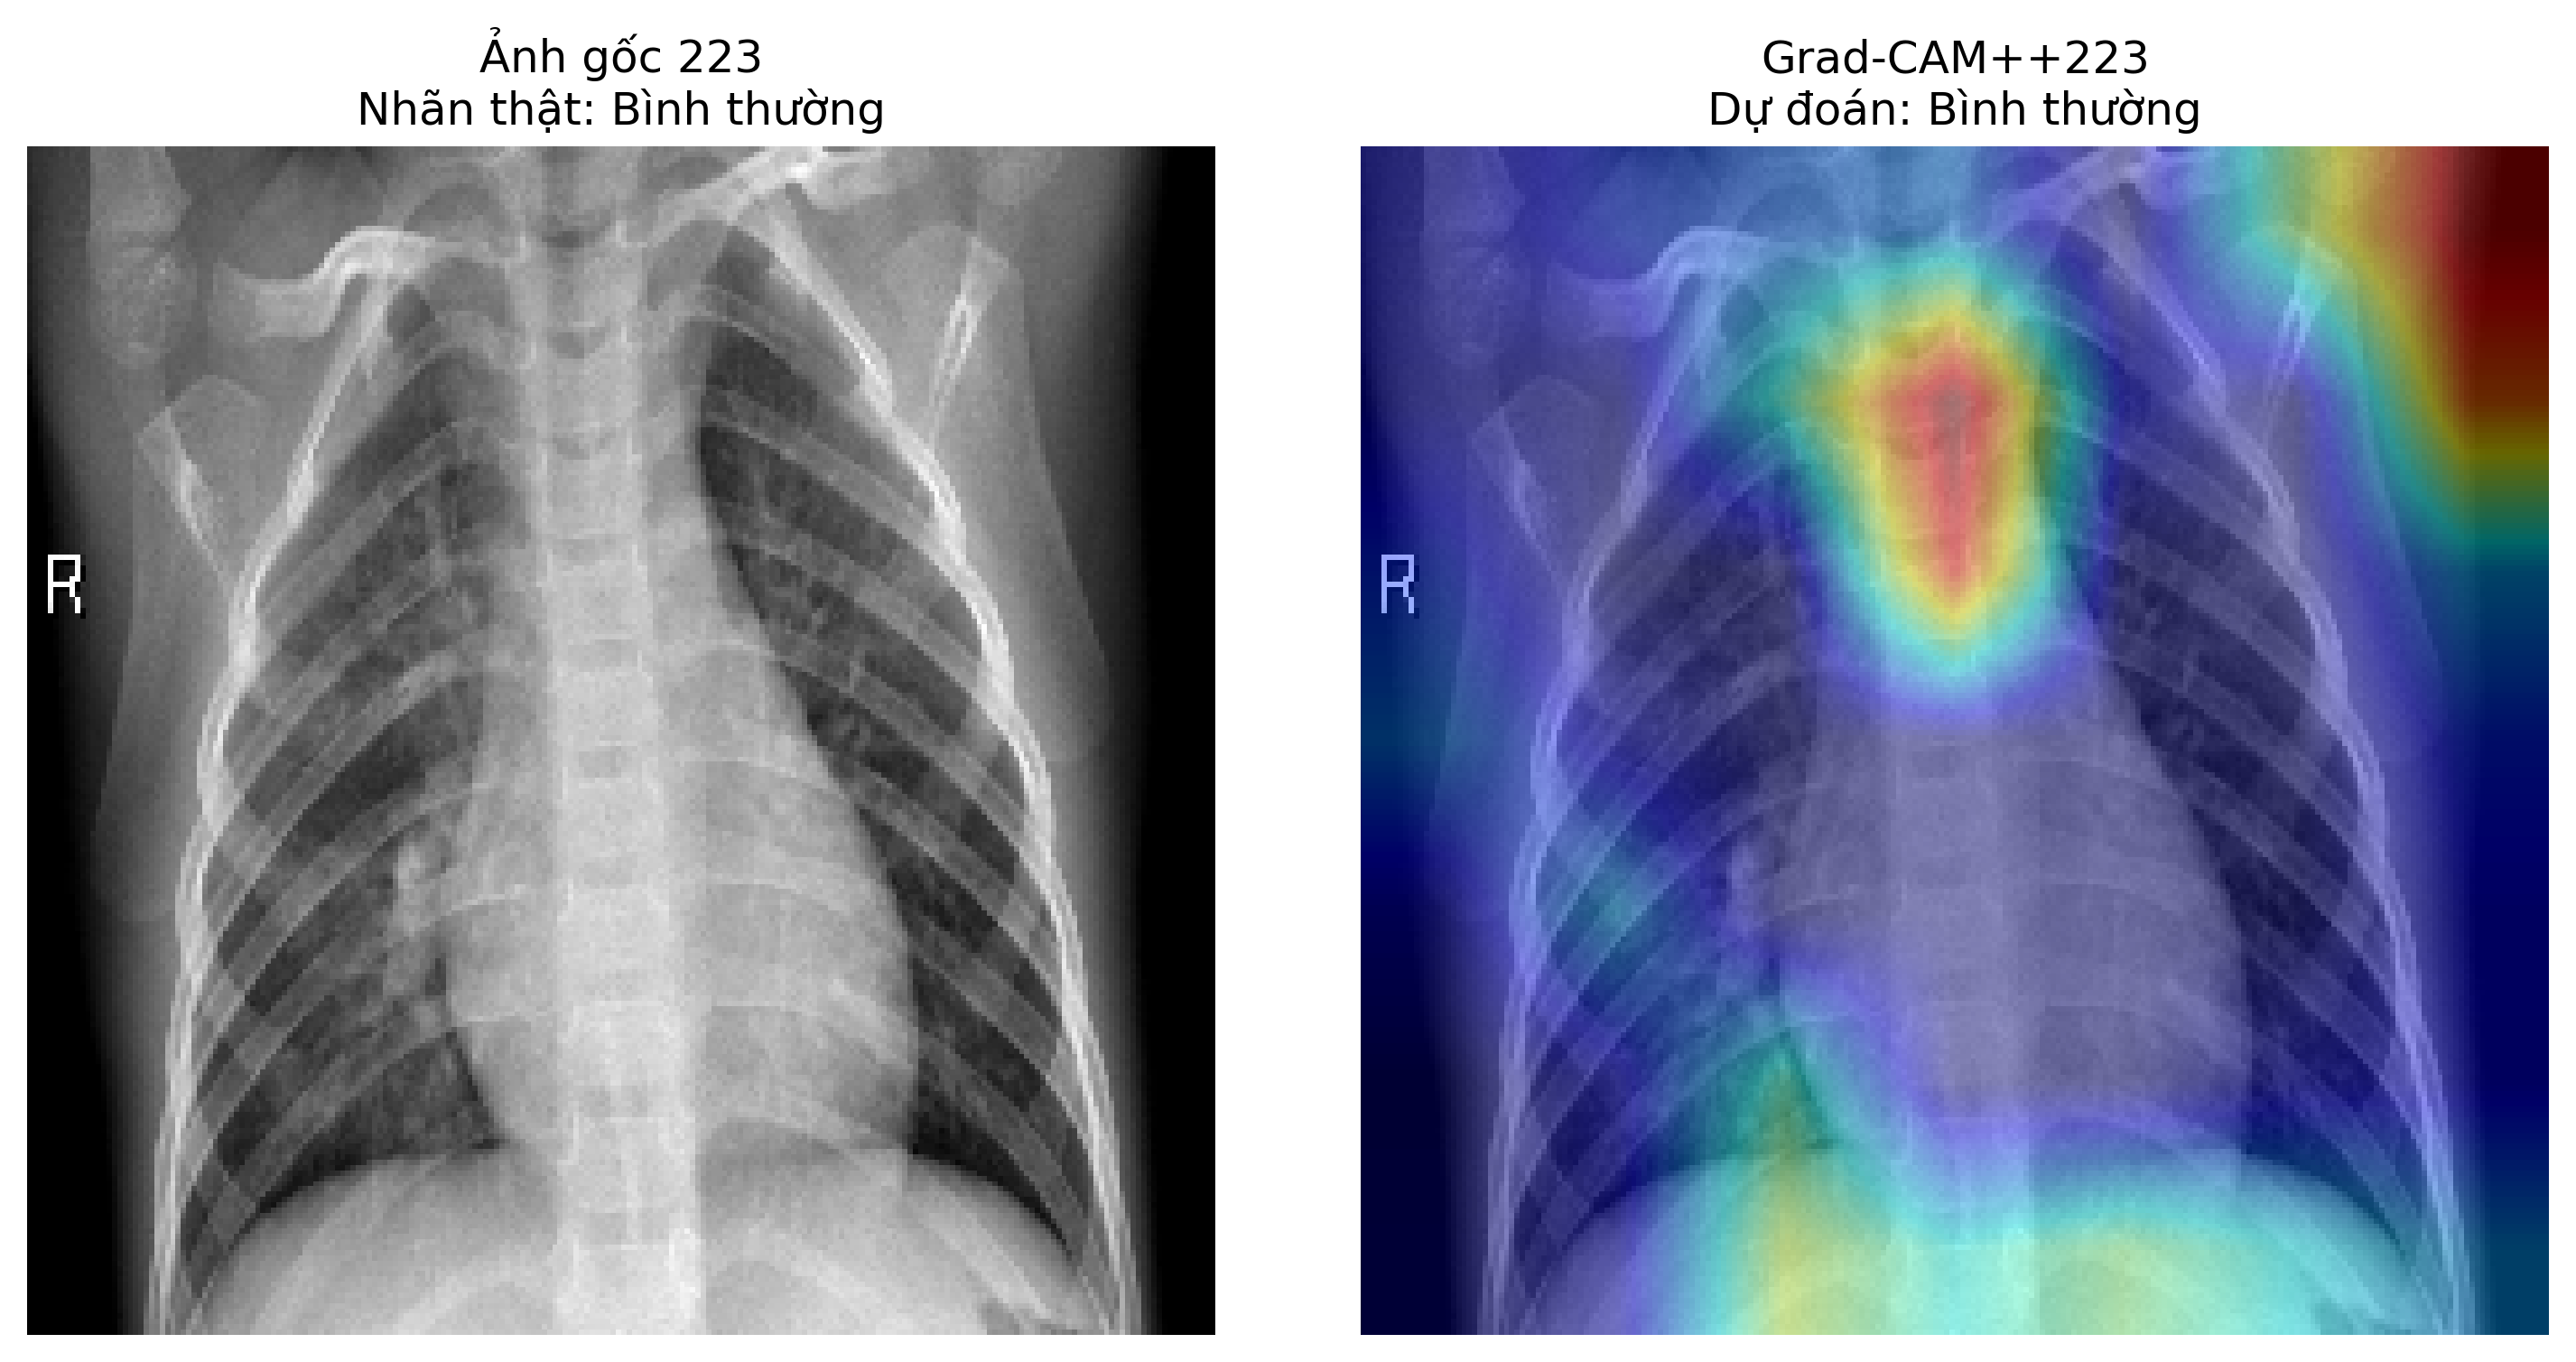 Ảnh gốc 223
Nhãn thật: Bình thường
Grad-CAM++223
Dự đoán: Bình thường
R
R